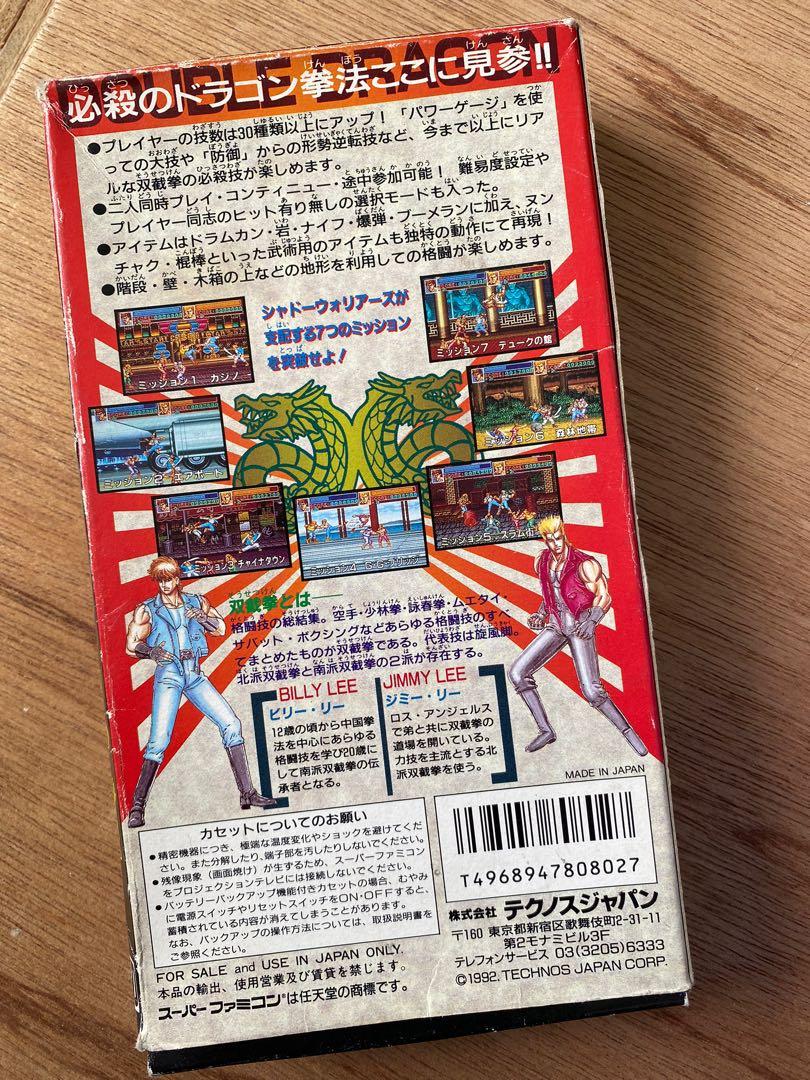 DOUBLE DRAGON
必殺のドラゴン拳法ここに見参!!
●プレイヤーの技数は30種類以上にアップ!「パワーゲージ」を使
っての大技や「防御」からの形勢逆転技など、今まで以上にリア
ルな双截拳の必殺技が楽しめます。
●二人同時プレイ・コンティニュー・途中参加可能! 難易度設定や
プレイヤー同志のヒット有り無しの選択モードも入った。
●アイテムはドラムカン・岩・ナイフ・爆弾・ブーメランに加え、ヌン
チャク・棍棒といった武術用のアイテムも独特の動作にて再現!
●階段・壁・木箱の上などの地形を利用しての格闘が楽しめます。
シャドーウォリアーズが
支配する7つのミッション
を突破せよ!
ミッション1 カジノ
ミッション7 デュークの館
ミッション2 エアポート
ミッション6 森林地帯
ミッション3 チャイナタウン
ミッション4 G・G・ブリッジ
ミッション5 スラム街
双截拳とは——
格闘技の総結集。空手・少林拳・詠春拳・ムエタイ・
サバット・ボクシングなどあらゆる格闘技のすべ
てまとめたものが双截拳である。代表技は旋風脚。
北派双截拳と南派双截拳の2派が存在する。
BILLY LEE
ビリー・リー
12歳の頃から中国拳
法を中心にあらゆる
格闘技を学び20歳に
して南派双截拳の伝
承者となる。
JIMMY LEE
ジミー・リー
ロス・アンジェルス
で弟と共に双截拳の
道場を開いている。
力技を主流とする北
派双截拳を使う。
MADE IN JAPAN
カセットについてのお願い
●精密機器につき、極端な温度変化やショックを避けてくだ
さい。また分解したり、端子部を汚したりしないでください。
●残像現象(画面焼け)が生ずるため、スーパーファミコン
をプロジェクションテレビには接続しないでください。
●バッテリーバックアップ機能付きカセットの場合、むやみ
に電源スイッチやリセットスイッチをON・OFFすると、
蓄積されている内容が消えてしまうことがあります。
なお、バックアップの操作方法については、取扱説明書を
ご参照ください。
FOR SALE and USE IN JAPAN ONLY.
本品の輸出、使用営業及び賃貸を禁じます。
スーパーファミコンは任天堂の商標です。
T4968947808027
株式会社 テクノスジャパン
〒160 東京都新宿区歌舞伎町2-31-11
第2モナミビル3F
テレフォンサービス 03(3205)6333
©1992. TECHNOS JAPAN CORP.